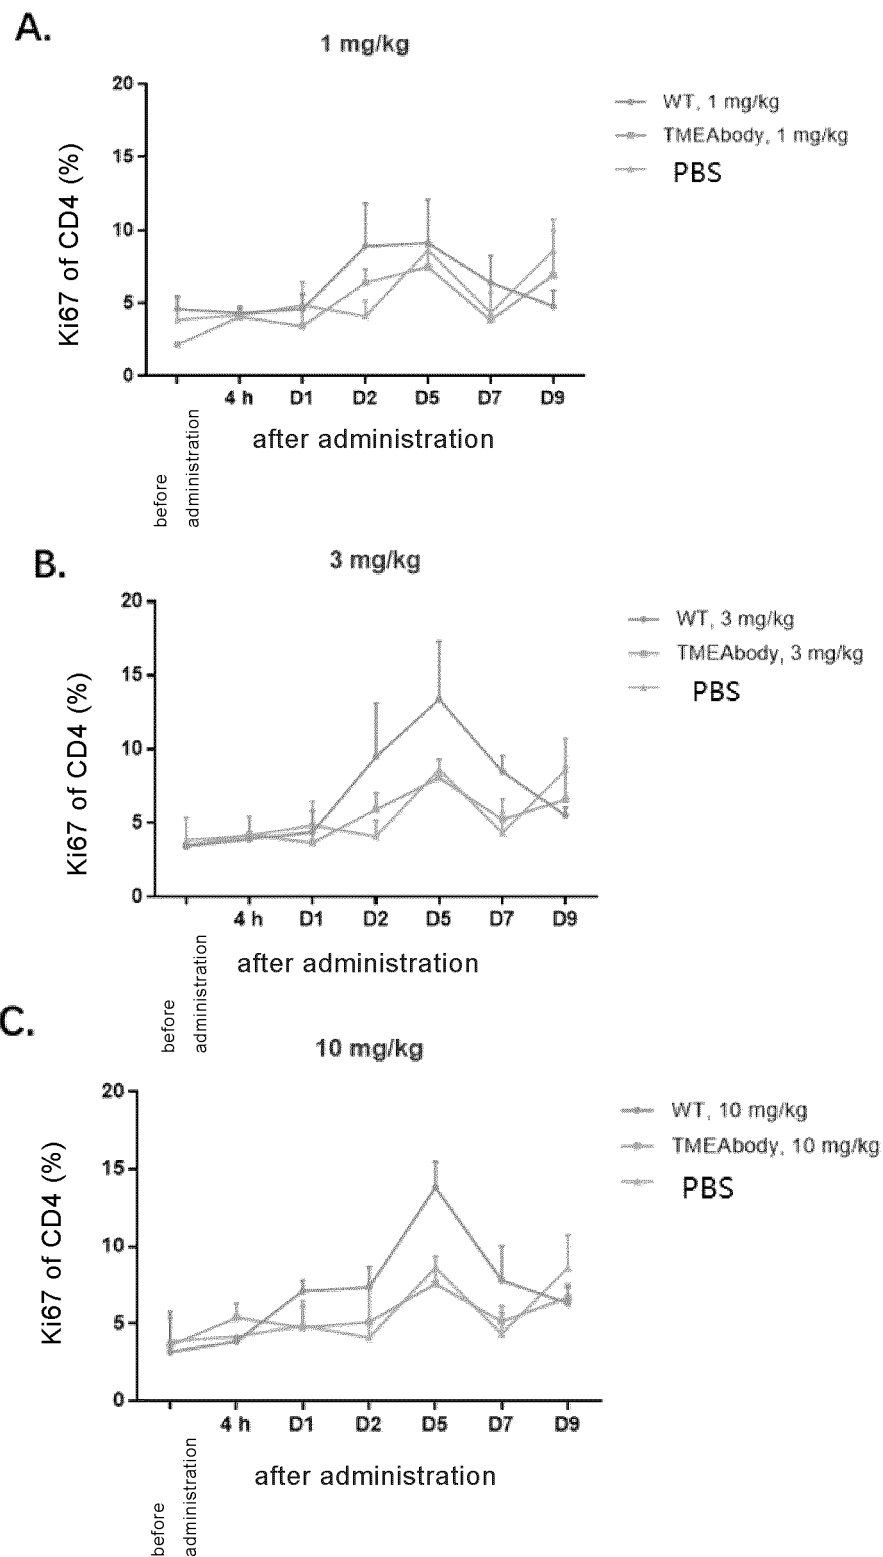 A.
1 mg/kg
Ki67 of CD4 (%)
20
15
10
5
0
4 h D1 D2 D5 D7 D9
before
administration
after administration
WT, 1 mg/kg
TMEAbody, 1 mg/kg
PBS
B.
3 mg/kg
Ki67 of CD4 (%)
20
15
10
5
0
4 h D1 D2 D5 D7 D9
before
administration
after administration
WT, 3 mg/kg
TMEAbody, 3 mg/kg
PBS
C.
10 mg/kg
Ki67 of CD4 (%)
20
15
10
5
0
4 h D1 D2 D5 D7 D9
before
administration
after administration
WT, 10 mg/kg
TMEAbody, 10 mg/kg
PBS